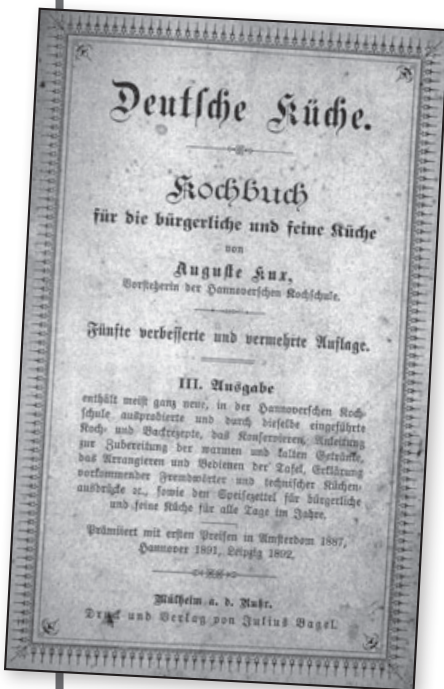 Deutſche Küche.
Kochbuch
für die bürgerliche und feine Küche
von
Auguſte Kux,
Vorſteherin der Hannoverſchen Kochſchule.
Fünfte verbeſſerte und vermehrte Auflage.
III. Ausgabe
enthält meiſt ganz neue, in der Hannoverſchen Koch-
ſchule ausprobierte und durch dieſelbe eingeführte
Koch- und Backrezepte, das Konſervieren, Anleitung
zur Zubereitung der warmen und kalten Getränke,
das Arrangieren und Bedienen der Tafel, Erklärung
vorkommender Fremdwörter und techniſcher Küchen-
ausdrücke ꝛc., ſowie den Speiſezettel für bürgerliche
und feine Küche für alle Tage im Jahre.
Prämiiert mit erſten Preiſen in Amſterdam 1887,
Hannover 1891, Leipzig 1892.
Mülheim a. d. Ruhr.
Druck und Verlag von Julius Bagel.